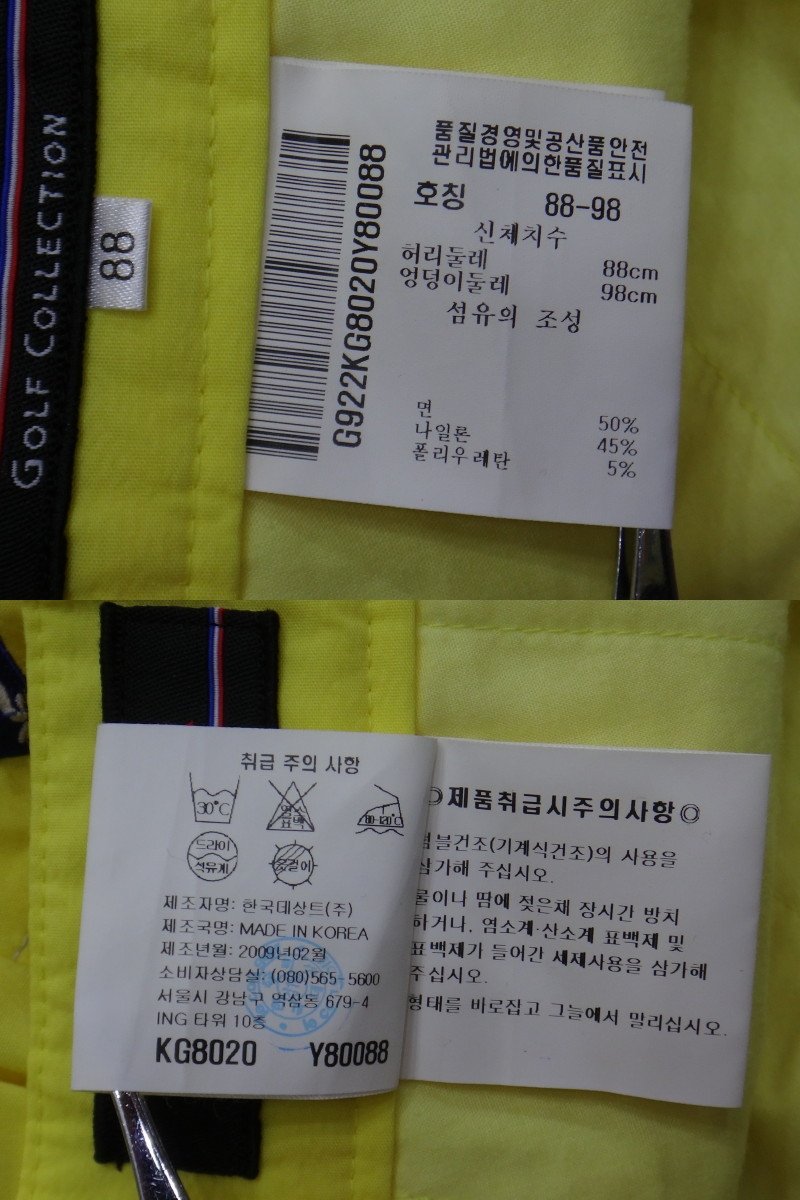 GOLF COLLECTION
88
G922KG8020Y80088
품질경영및공산품안전
관리법에의한품질표시
호칭 88-98
신체치수
허리둘레 88cm
엉덩이둘레 98cm
섬유의 조성
면 50%
나일론 45%
폴리우레탄 5%
취급 주의 사항
30℃
염소
표백
드라이
석유계
옷걸이
제조자명: 한국데상트(주)
제조국명: MADE IN KOREA
제조년월: 2009년02월
소비자상담실: (080)565-5600
서울시 강남구 역삼동 679-4
ING 타워 10층
KG8020 Y80088
◎제품취급시주의사항◎
텀블건조(기계식건조)의 사용을
삼가해 주십시오.
물이나 땀에 젖은채 장시간 방치
하거나, 염소계·산소계 표백제 및
표백제가 들어간 세제사용을 삼가해
주십시오.
형태를 바로잡고 그늘에서 말리십시오.